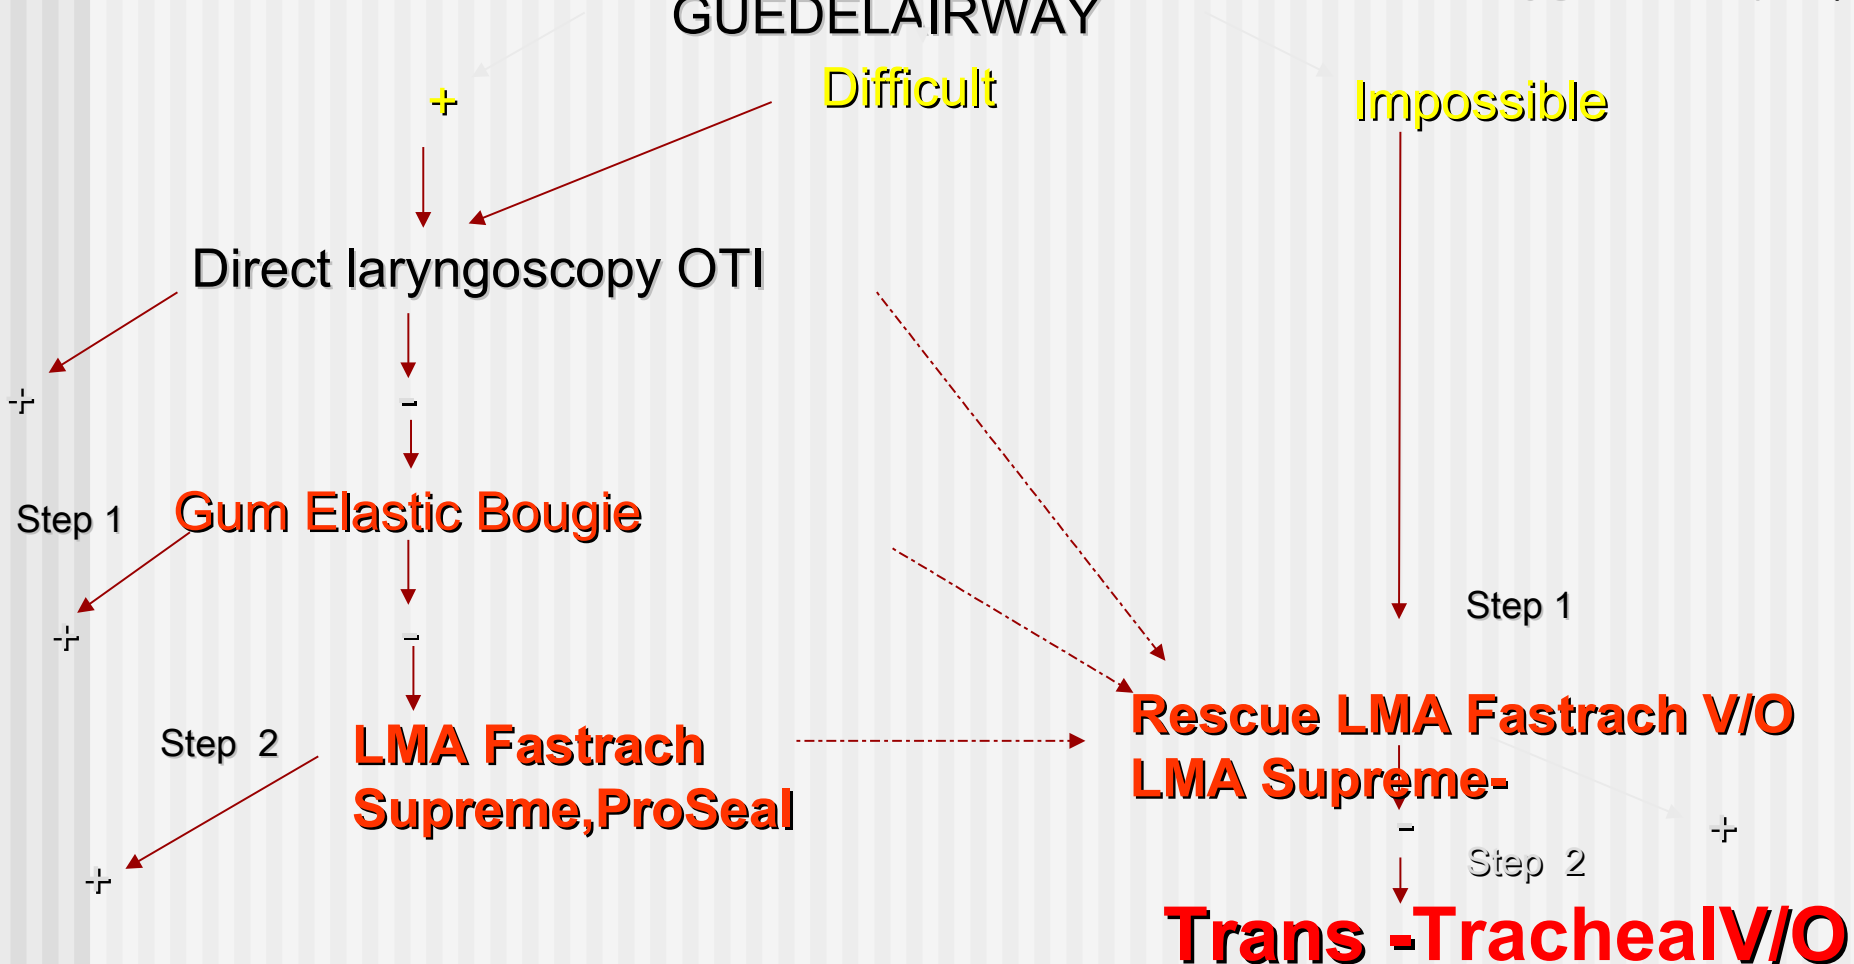 GUEDELAIRWAY
+
Difficult
Impossible
Direct laryngoscopy OTI
+
-
Step 1
Gum Elastic Bougie
+
-
Step 1
Step 2
LMA Fastrach
Supreme,ProSeal
Rescue LMA Fastrach V/O
LMA Supreme-
+
-
+
Step 2
Trans -TrachealV/O